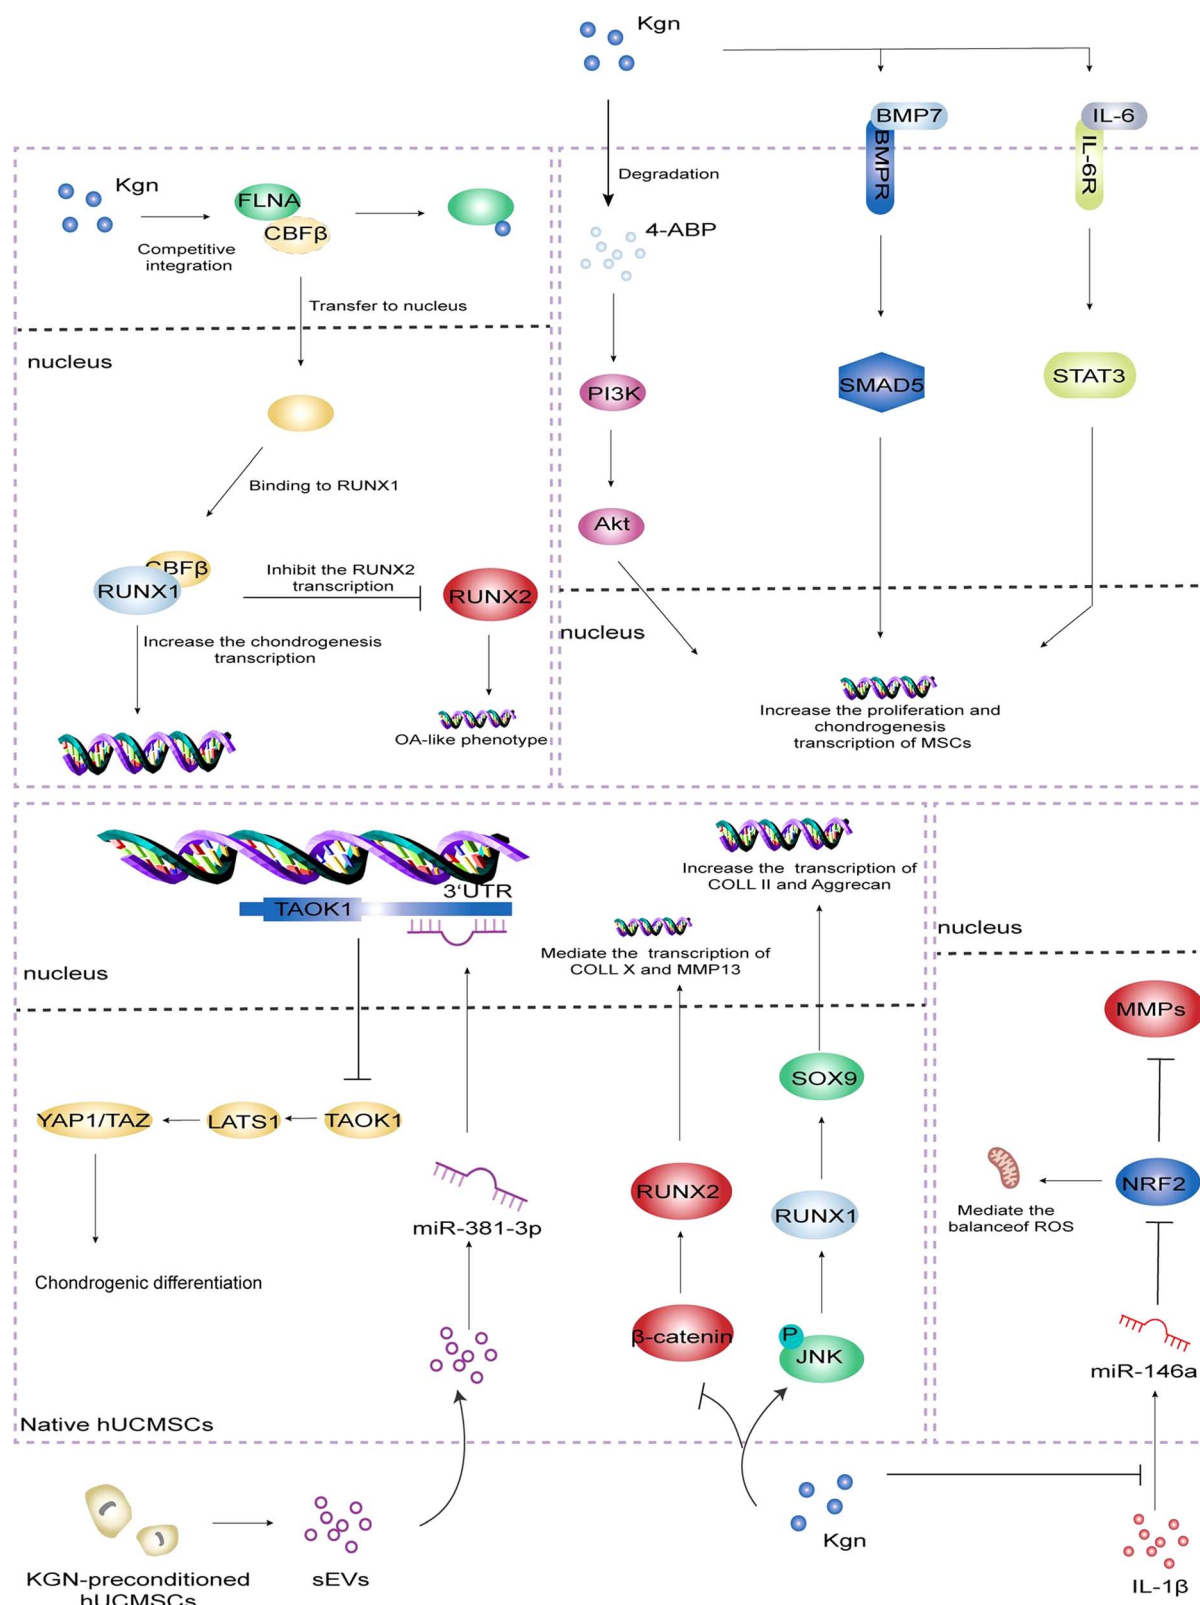 Kgn
BMP7
IL-6
BMPR
IL-6R
Degradation
4-ABP
Kgn
FLNA
CBFβ
Competitive
integration
Transfer to nucleus
nucleus
PI3K
SMAD5
STAT3
Binding to RUNX1
Akt
CBFβ
RUNX1
Inhibit the RUNX2
transcription
RUNX2
Increase the chondrogenesis
transcription
OA-like phenotype
nucleus
Increase the proliferation and
chondrogenesis
transcription of MSCs
3'UTR
TAOK1
nucleus
Increase the transcription of
COLL II and Aggrecan
Mediate the transcription of
COLL X and MMP13
nucleus
MMPs
SOX9
YAP1/TAZ
LATS1
TAOK1
RUNX2
RUNX1
NRF2
Mediate the
balanceof ROS
miR-381-3p
Chondrogenic differentiation
β-catenin
P
JNK
miR-146a
Native hUCMSCs
Kgn
KGN-preconditioned
hUCMSCs
sEVs
IL-1β